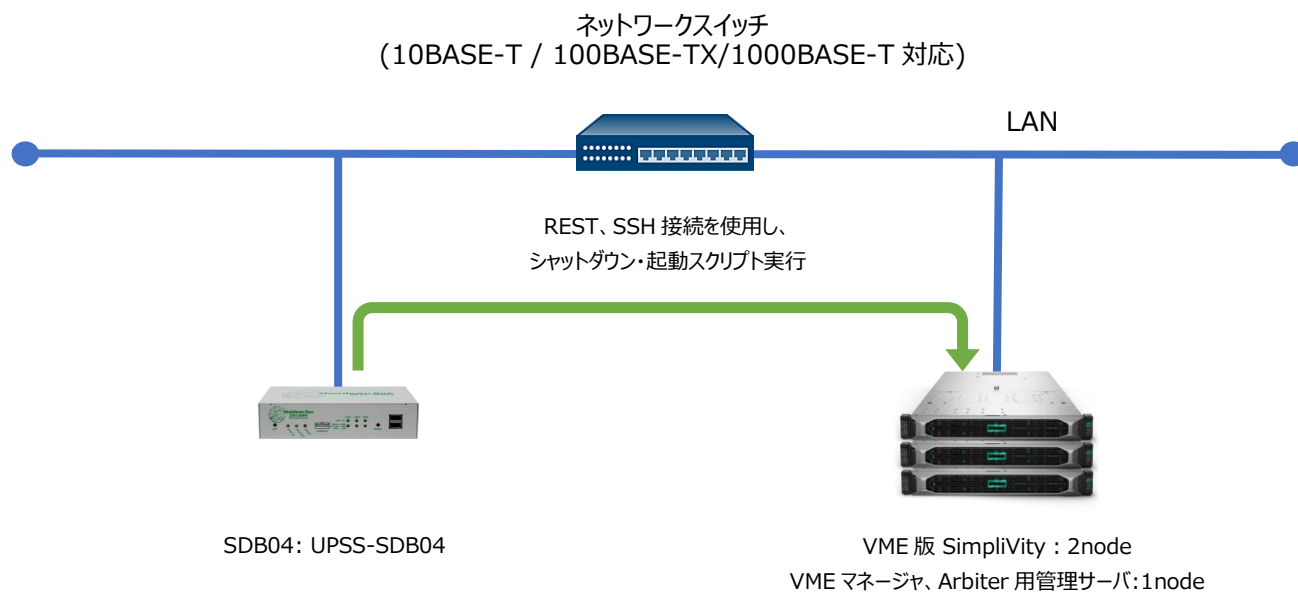 ネットワークスイッチ
(10BASE-T / 100BASE-TX/1000BASE-T 対応)
LAN
REST、SSH 接続を使用し、
シャットダウン・起動スクリプト実行
SDB04: UPSS-SDB04
VME 版 SimpliVity : 2node
VME マネージャ、Arbiter 用管理サーバ:1node